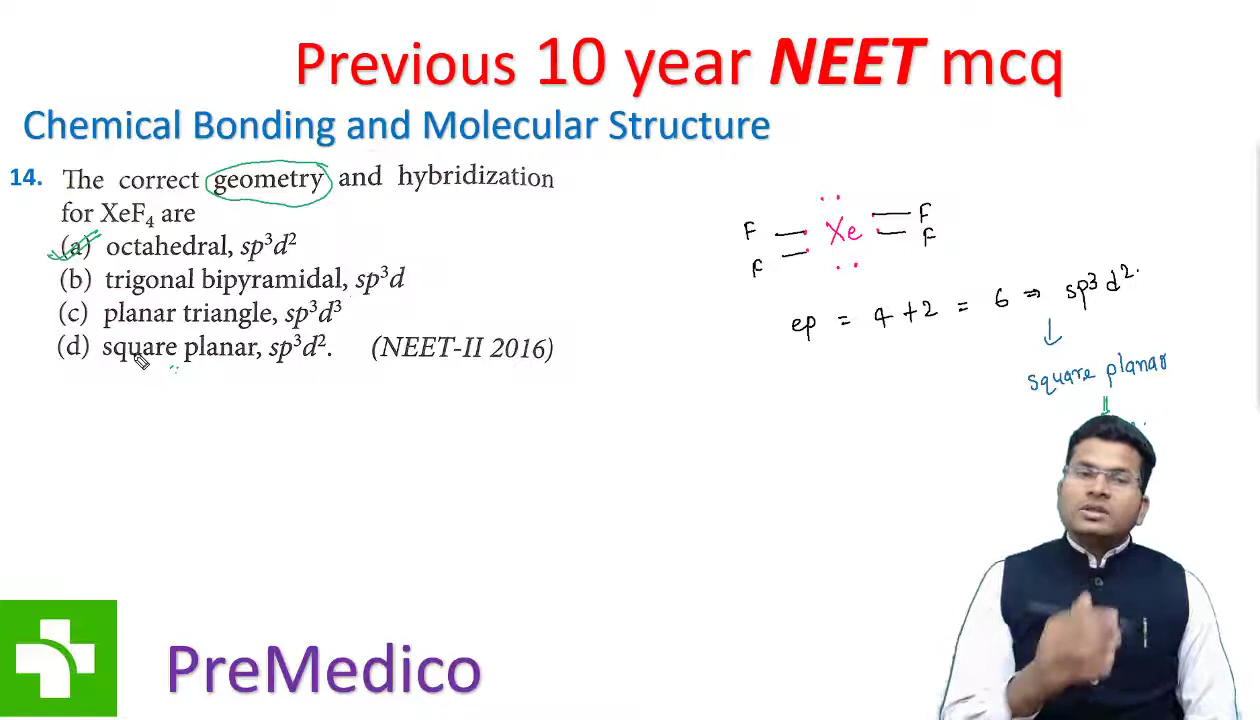 Previous 10 year NEET mcq
Chemical Bonding and Molecular Structure
14. The correct geometry and hybridization
for XeF₄ are
(a) octahedral, sp³d²
(b) trigonal bipyramidal, sp³d
(c) planar triangle, sp³d³
(d) square planar, sp³d². (NEET-II 2016)
F Xe F
F F
ep = 4 + 2 = 6 ⇒ sp³d².
↓
square planar
PreMedico